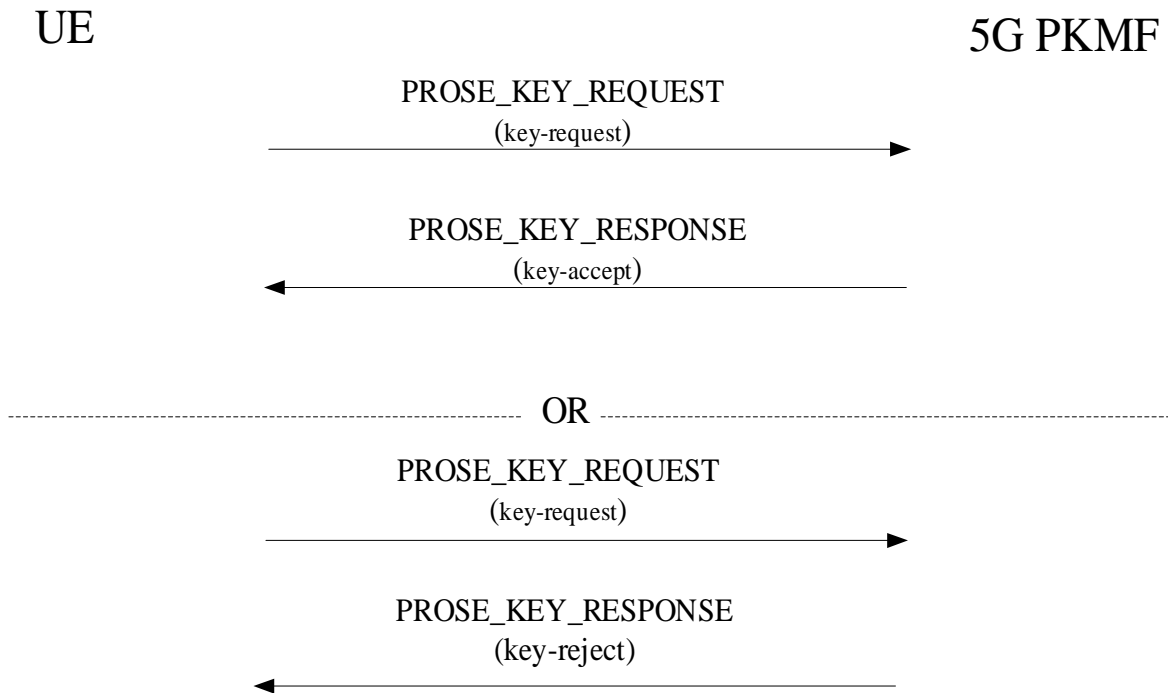 UE
5G PKMF
PROSE_KEY_REQUEST
(key-request)
PROSE_KEY_RESPONSE
(key-accept)
OR
PROSE_KEY_REQUEST
(key-request)
PROSE_KEY_RESPONSE
(key-reject)